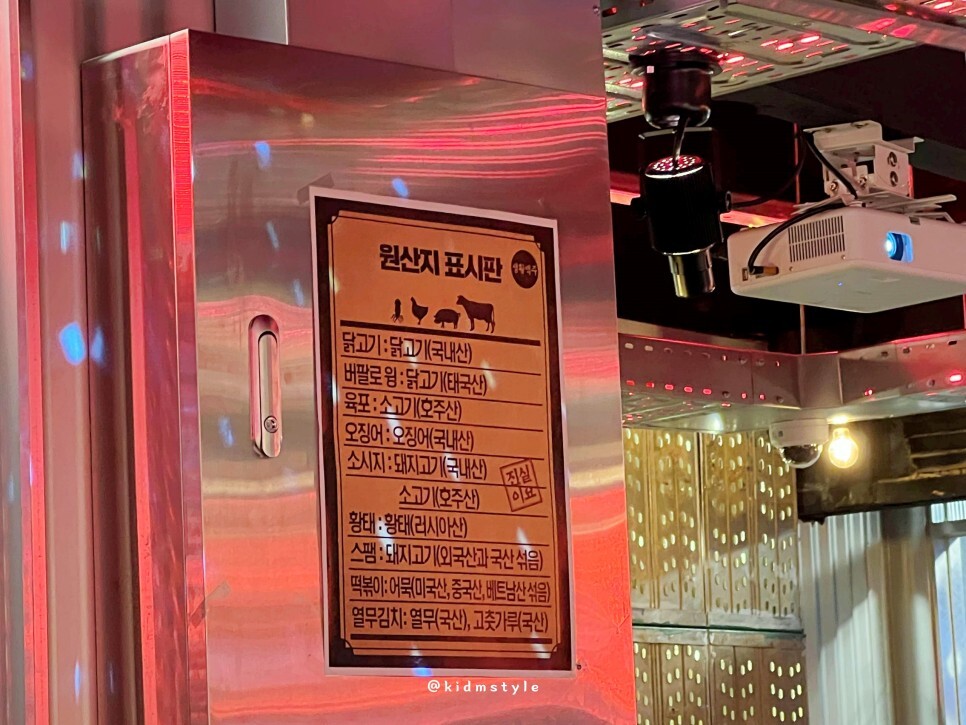 원산지 표시판
닭고기 : 닭고기(국내산)
버팔로 윙 : 닭고기(태국산)
육포 : 소고기(호주산)
오징어 : 오징어(국내산)
소시지 : 돼지고기(국내산)
소고기(호주산)
진실
이요
황태 : 황태(러시아산)
스팸 : 돼지고기(외국산과 국산 섞음)
떡볶이 : 어묵(미국산, 중국산, 베트남산 섞음)
열무김치 : 열무(국산), 고춧가루(국산)
@kidmstyle